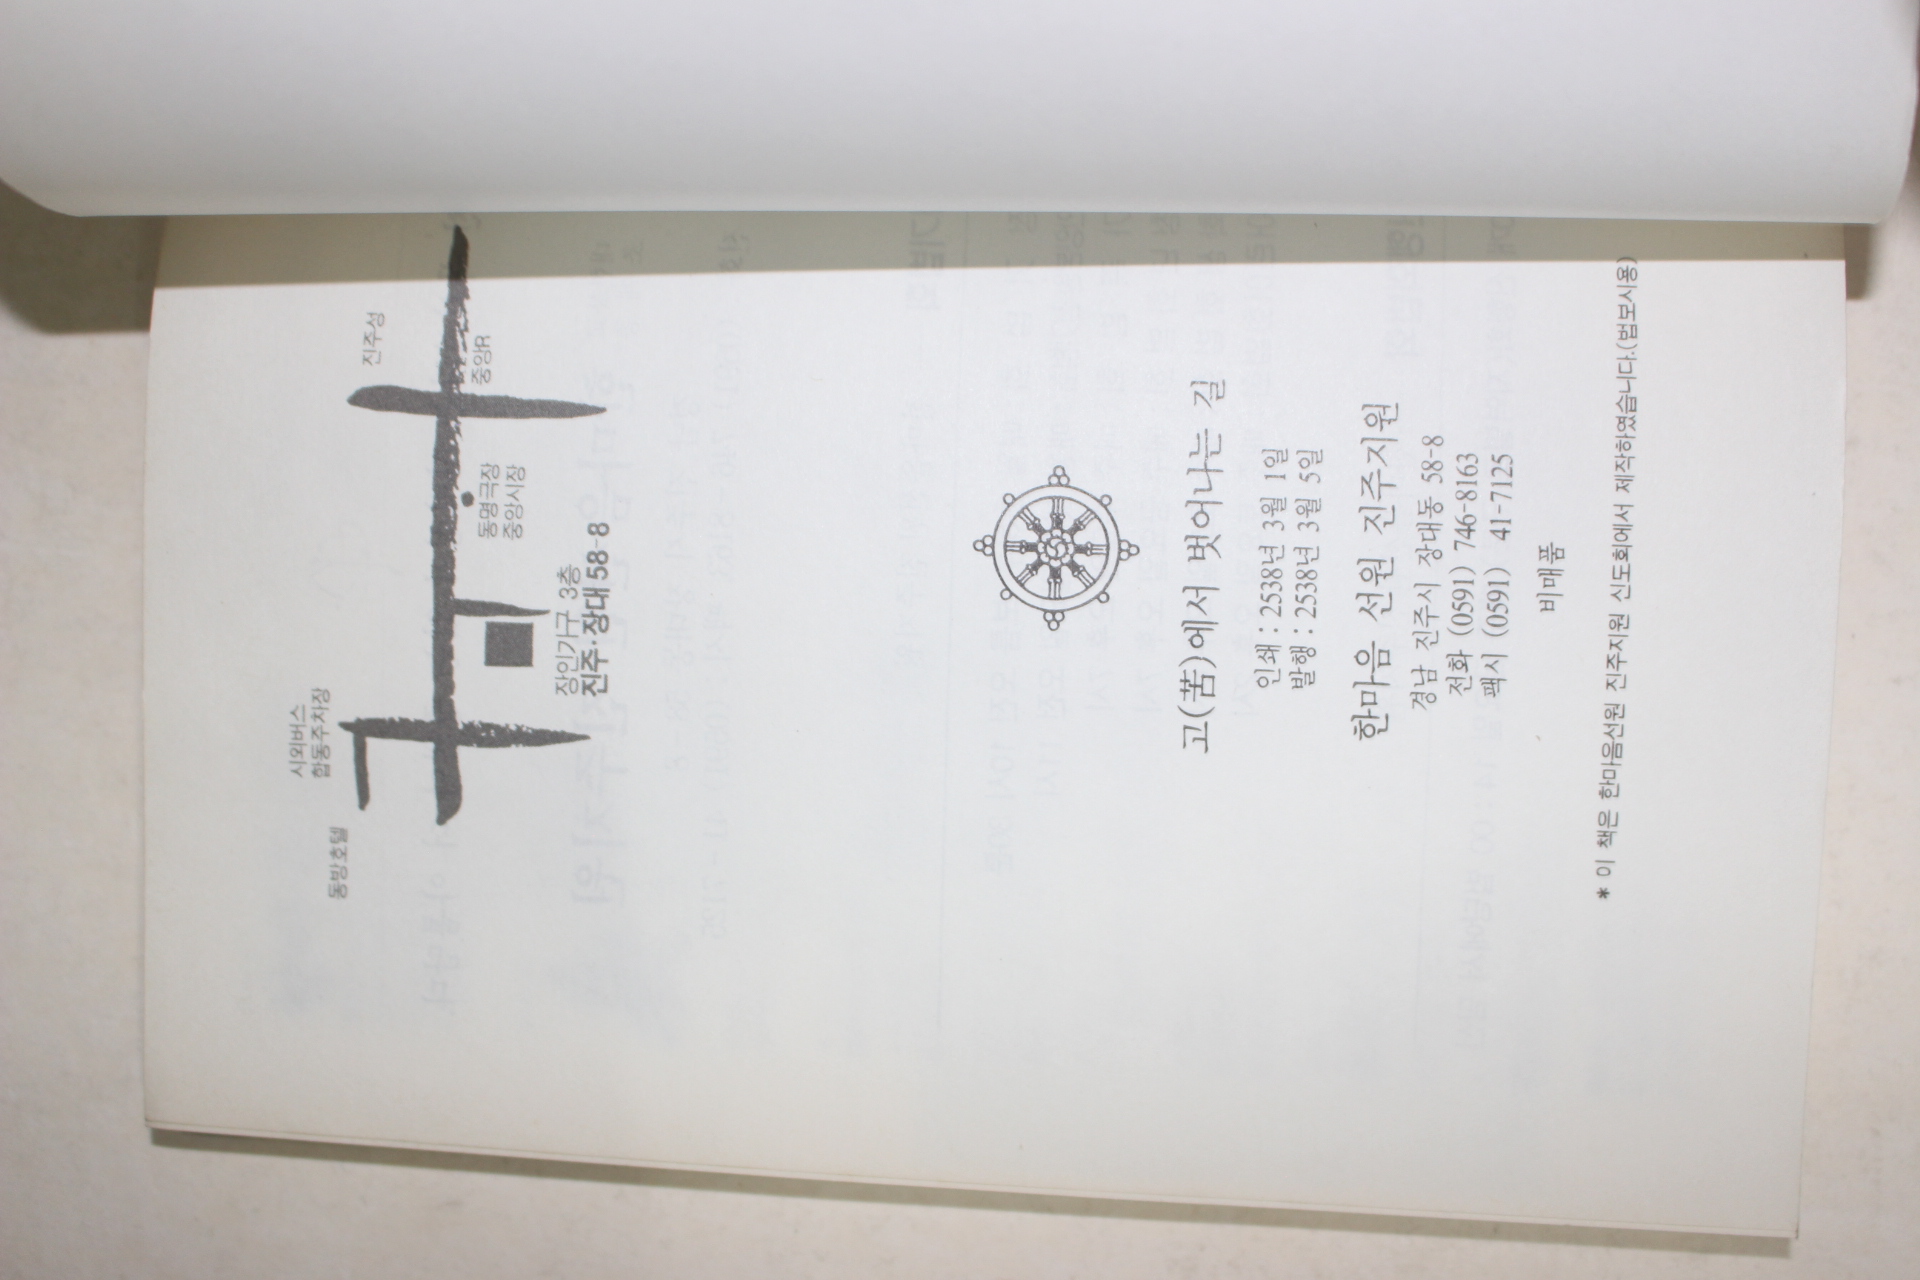 시외버스
합동주차장
동방호텔
진주성
중앙R
동명극장
중앙시장
장인가구 3층
진주·장대 58-8
고(苦)에서 벗어나는 길
인쇄 : 2538년 3월 1일
발행 : 2538년 3월 5일
한마음 선원 진주지원
경남 진주시 장대동 58-8
전화 (0591) 746-8163
팩시 (0591) 41-7125
비매품
* 이 책은 한마음선원 진주지원 신도회에서 제작하였습니다.(법보시용)